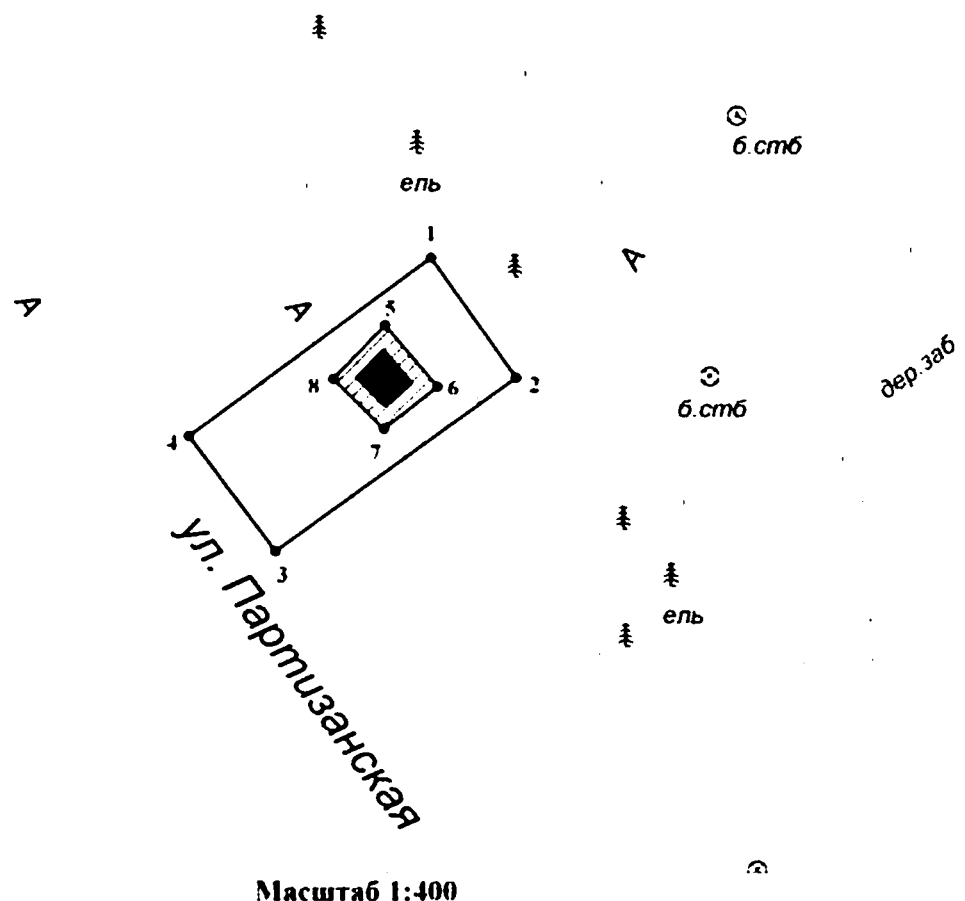 б.стб
ель
1
А
А
А
5
дер.заб
8
6
2
б.стб
7
4
ул. Партизанская
3
ель
Масштаб 1:400